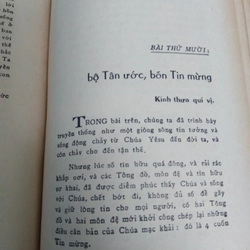 BÀI THỨ MƯỜI:
bộ Tân ước, bốn Tin mừng
Kính thưa quí vị.
TRONG bài trên, chúng ta đã trình bày
truyền thống như một giòng sông tin tưởng và
sống động chảy từ Chúa Yêsu đến đời ta, và
còn chảy cho đến tận thế.
Nhưng lúc số tín hữu quá đông, và rải rác
khắp nơi, và các Tông đồ, môn đệ và tín hữu
sơ khai, đã được diễm phúc thấy Chúa và sống
với Chúa, chết bớt đi, không đủ số để gây
và giữ lòng tin cho mọi người, có hai Tông
đồ và hai môn đệ mới khởi công chép lại những
điều căn bản của Chúa mạc khải: đó là 4 cuốn
Tin mừng.